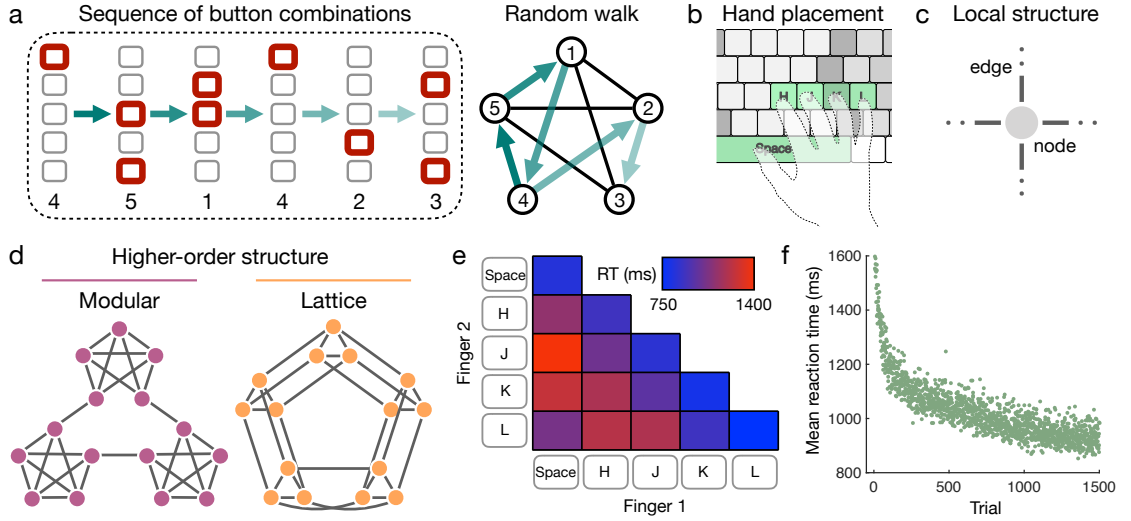 a
Sequence of button combinations
4 5 1 4 2 3
Random walk
1
5 2
4 3
b
Hand placement
H J K L
Space
c
Local structure
edge
node
d
Higher-order structure
Modular
Lattice
e
RT (ms)
750 1400
Finger 2
Space
H
J
K
L
Space H J K L
Finger 1
f
Mean reaction time (ms)
1600
1400
1200
1000
800
0 500 1000 1500
Trial